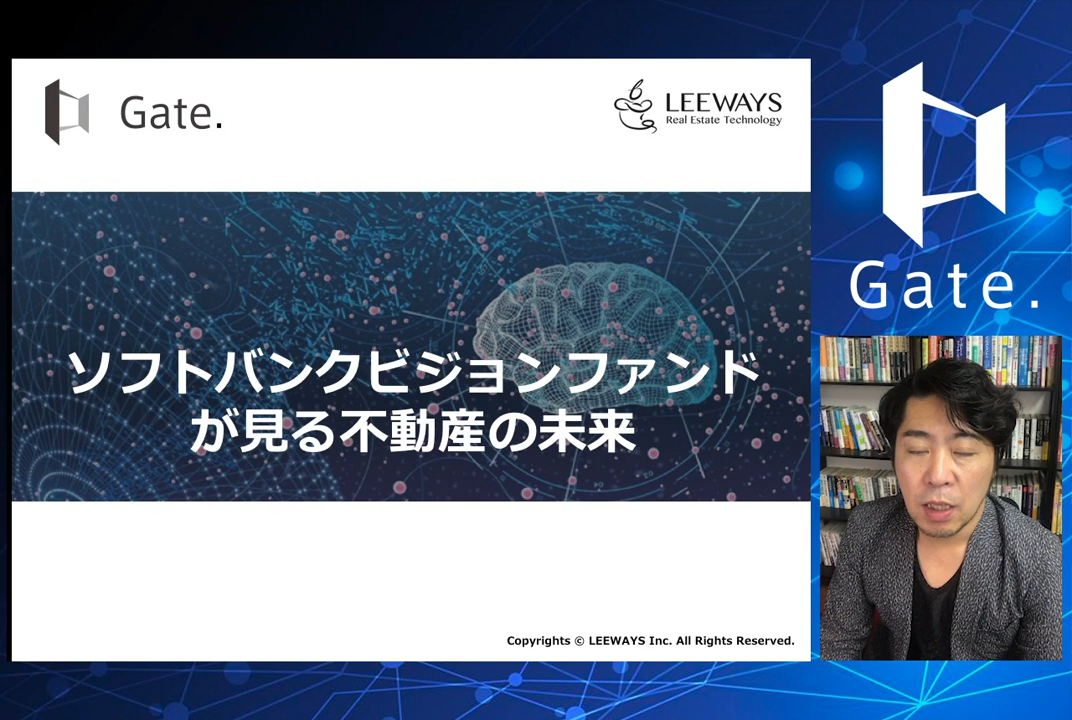 Gate.
LEEWAYS
Real Estate Technology
ソフトバンクビジョンファンド
が見る不動産の未来
Copyrights © LEEWAYS Inc. All Rights Reserved.
Gate.